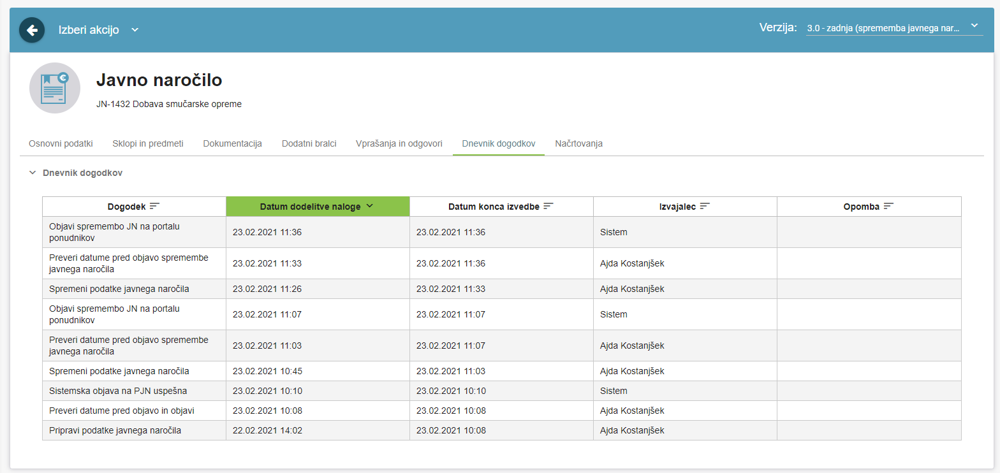 Izberi akcijo
Verzija: 3.0 - zadnja (sprememba javnega nar...
Javno naročilo
JN-1432 Dobava smučarske opreme
Osnovni podatki Sklopi in predmeti Dokumentacija Dodatni bralci Vprašanja in odgovori Dnevnik dogodkov Načrtovanja
Dnevnik dogodkov
Dogodek Datum dodelitve naloge Datum konca izvedbe Izvajalec Opomba
Objavi spremembo JN na portalu
ponudnikov
23.02.2021 11:36 23.02.2021 11:36 Sistem
Preveri datume pred objavo spremembe
javnega naročila
23.02.2021 11:33 23.02.2021 11:36 Ajda Kostanjšek
Spremeni podatke javnega naročila 23.02.2021 11:26 23.02.2021 11:33 Ajda Kostanjšek
Objavi spremembo JN na portalu
ponudnikov
23.02.2021 11:07 23.02.2021 11:07 Sistem
Preveri datume pred objavo spremembe
javnega naročila
23.02.2021 11:03 23.02.2021 11:07 Ajda Kostanjšek
Spremeni podatke javnega naročila 23.02.2021 10:45 23.02.2021 11:03 Ajda Kostanjšek
Sistemska objava na PJN uspešna 23.02.2021 10:10 23.02.2021 10:10 Sistem
Preveri datume pred objavo in objavi 23.02.2021 10:08 23.02.2021 10:08 Ajda Kostanjšek
Pripravi podatke javnega naročila 22.02.2021 14:02 23.02.2021 10:08 Ajda Kostanjšek